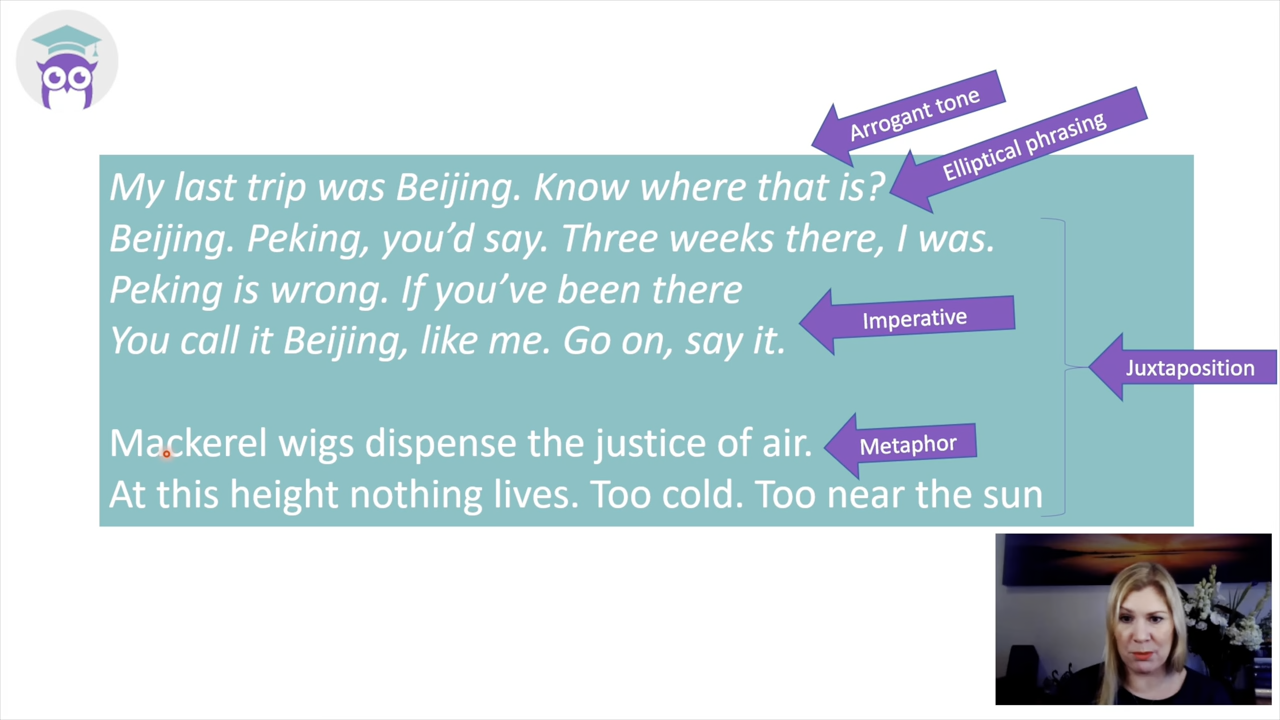 Arrogant tone
Elliptical phrasing
My last trip was Beijing. Know where that is?
Beijing. Peking, you’d say. Three weeks there, I was.
Peking is wrong. If you’ve been there
Imperative
You call it Beijing, like me. Go on, say it.
Juxtaposition
Mackerel wigs dispense the justice of air.
Metaphor
At this height nothing lives. Too cold. Too near the sun